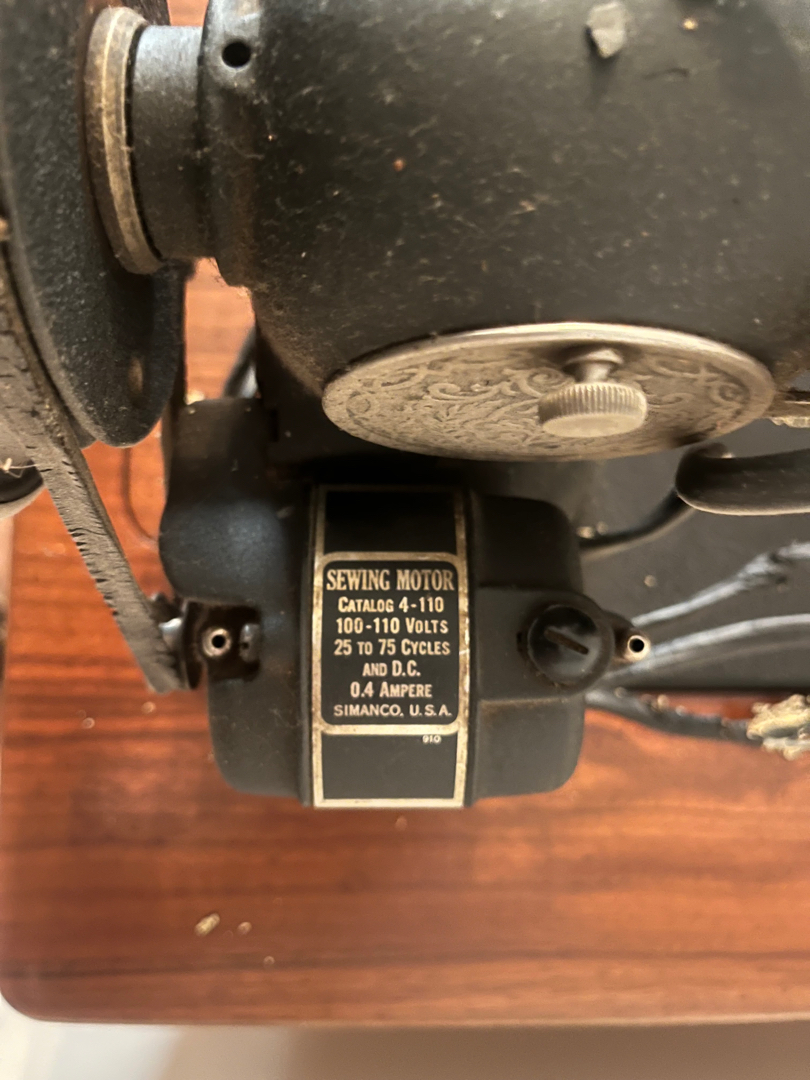 SEWING MOTOR
CATALOG 4-110
100-110 VOLTS
25 TO 75 CYCLES
AND D.C.
0.4 AMPERE
SIMANCO, U.S.A.
910